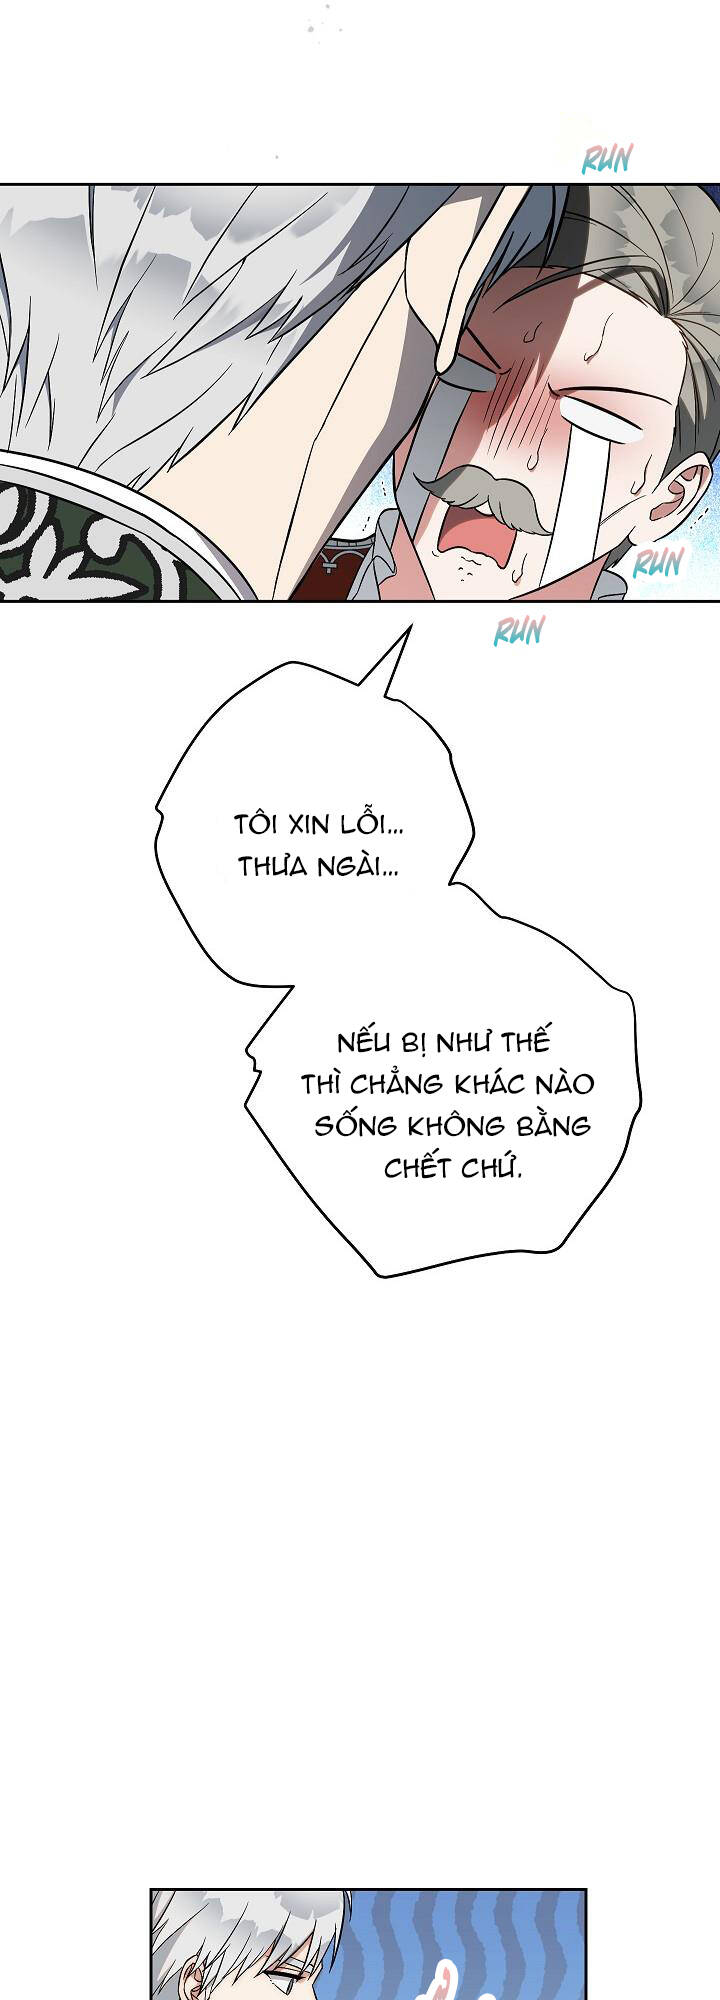 RUN
RUN
RUN
TÔI XIN LỖI...
THƯA NGÀI...
NẾU BỊ NHƯ THẾ
THÌ CHẲNG KHÁC NÀO
SỐNG KHÔNG BẰNG
CHẾT CHỨ.